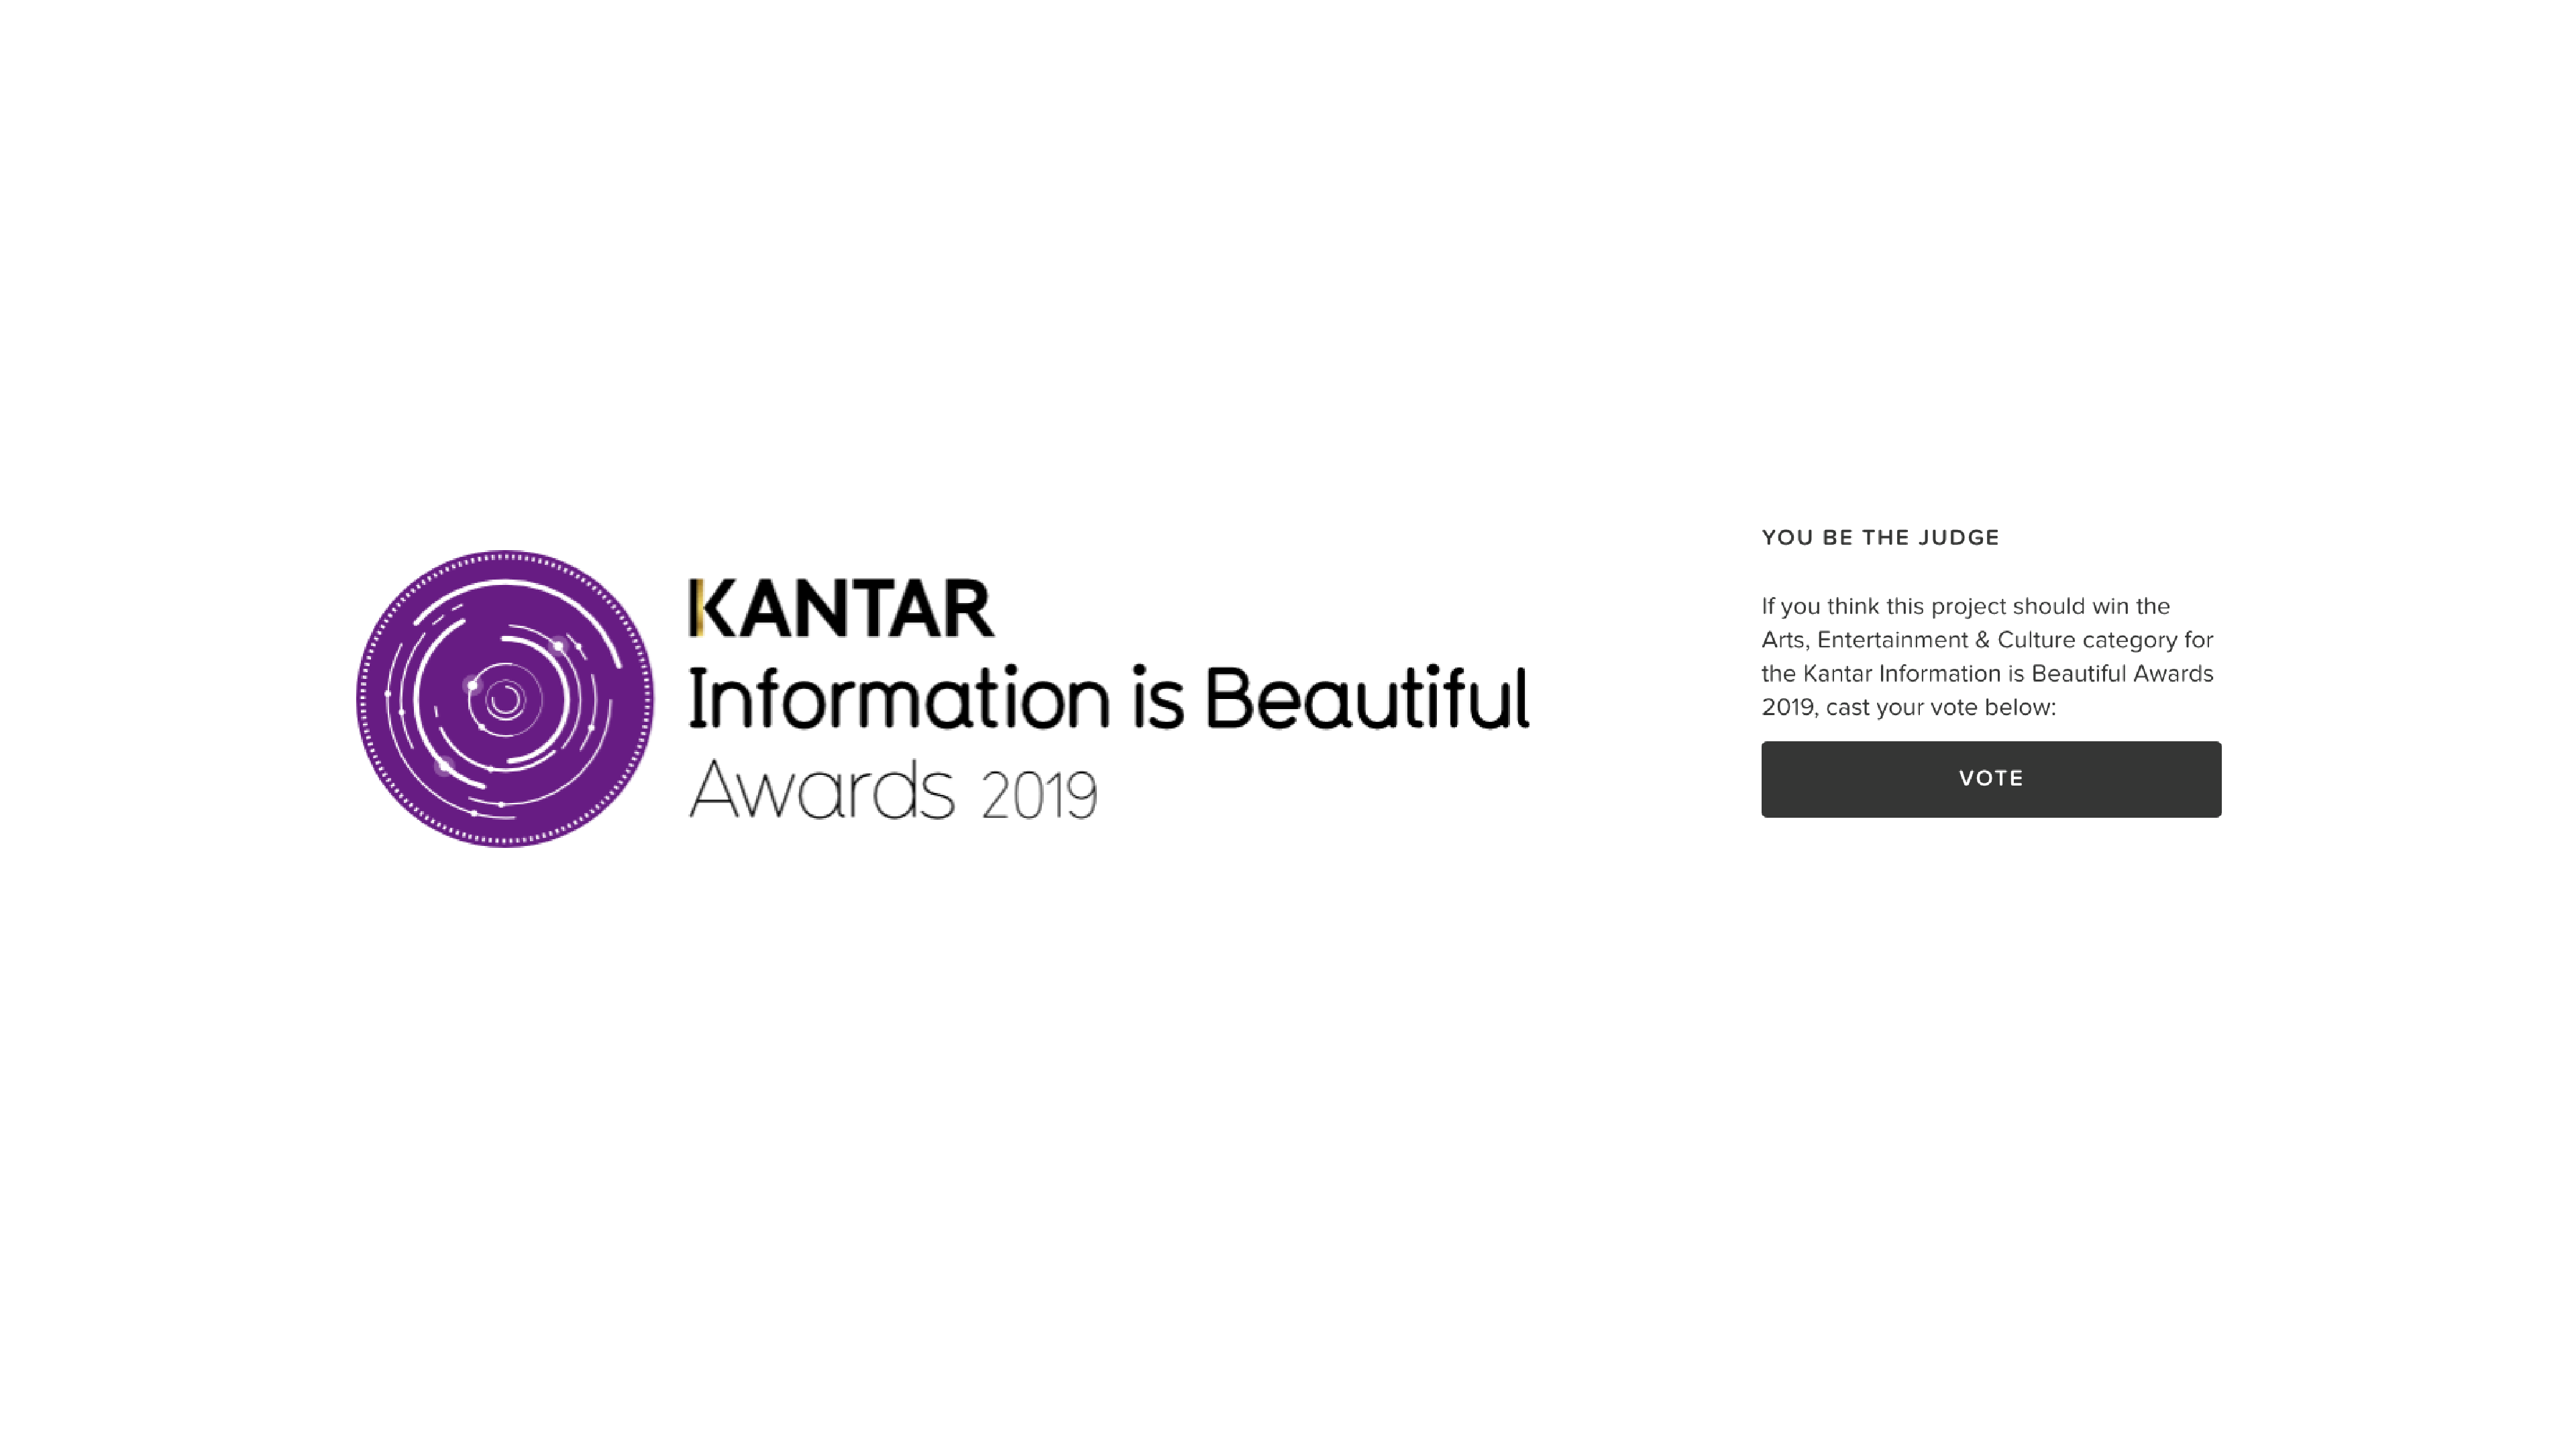 KANTAR
Information is Beautiful
Awards 2019
YOU BE THE JUDGE
If you think this project should win the
Arts, Entertainment & Culture category for
the Kantar Information is Beautiful Awards
2019, cast your vote below:
VOTE